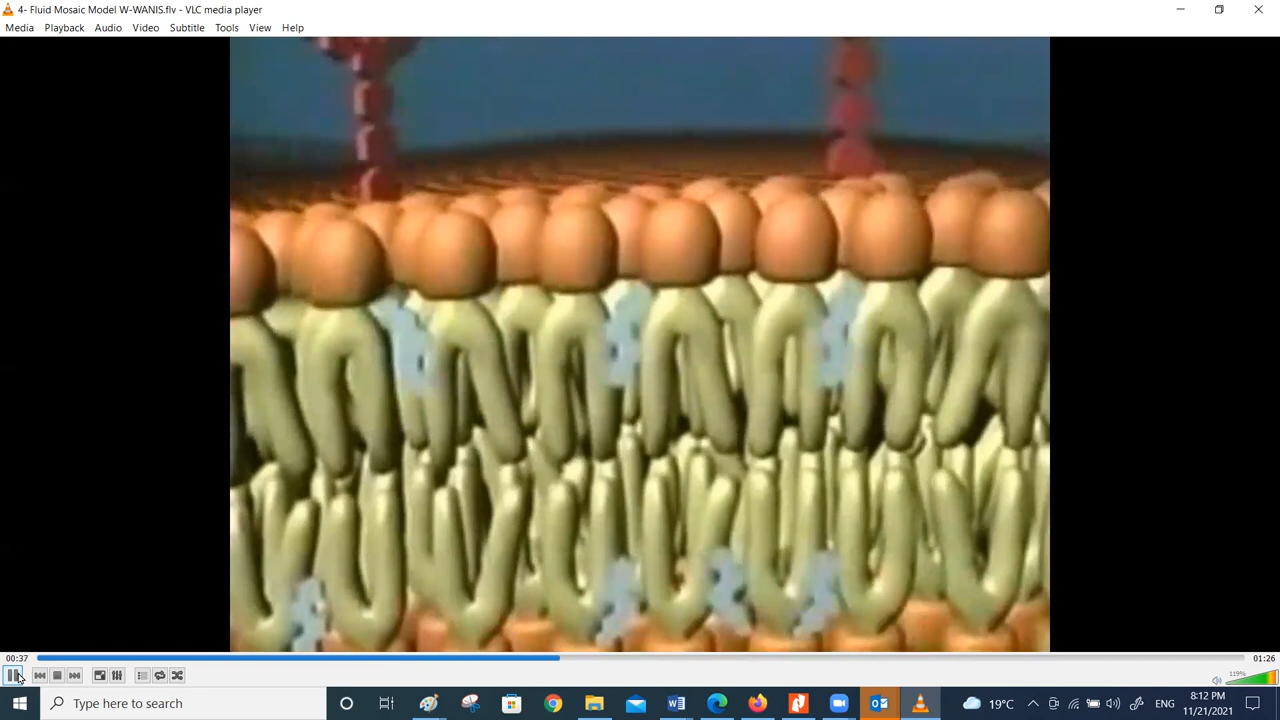 4- Fluid Mosaic Model W-WANIS.flv - VLC media player
Media Playback Audio Video Subtitle Tools View Help
00:37 01:26
119%
Type here to search
19°C ENG 8:12 PM
11/21/2021